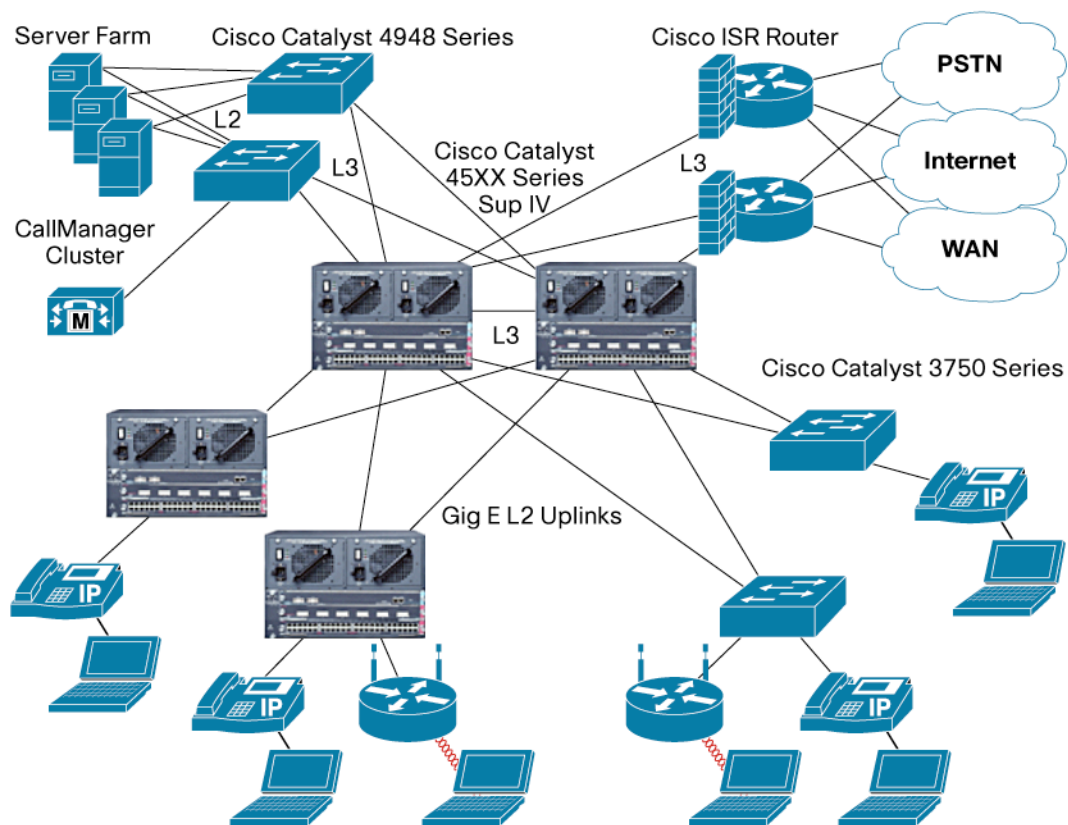 Server Farm
Cisco Catalyst 4948 Series
Cisco ISR Router
PSTN
L2
L3
Cisco Catalyst
45XX Series
Sup IV
L3
Internet
CallManager
Cluster
WAN
M
L3
Cisco Catalyst 3750 Series
IP
Gig E L2 Uplinks
IP
IP
IP